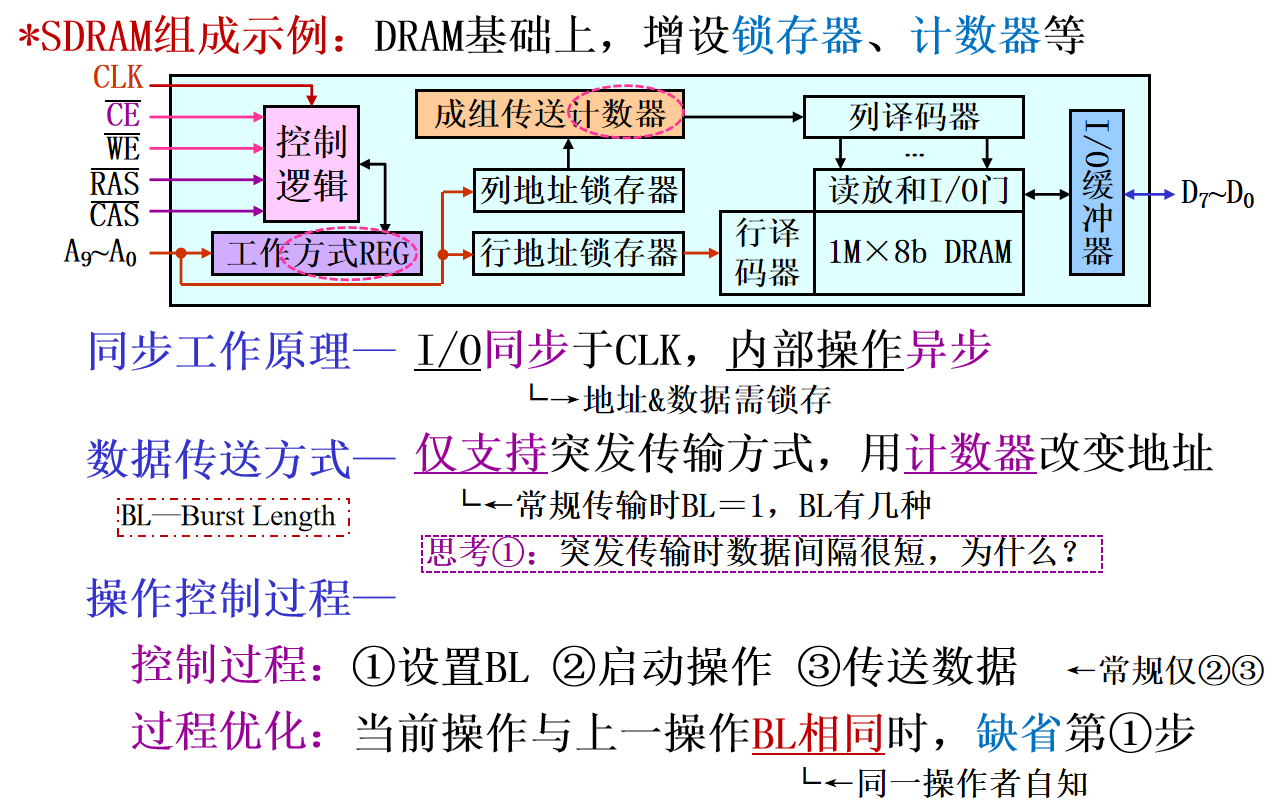 *SDRAM组成示例：DRAM基础上，增设锁存器、计数器等
CLK
CE
WE
RAS
CAS
A₉~A₀
控制
逻辑
工作方式REG
成组传送计数器
列地址锁存器
行地址锁存器
列译码器
…
读放和I/O门
行译
码器
1M×8b DRAM
I/O缓冲器
D₇~D₀
同步工作原理— I/O同步于CLK，内部操作异步
└→地址&数据需锁存
数据传送方式— 仅支持突发传输方式，用计数器改变地址
BL—Burst Length
└←常规传输时BL＝1，BL有几种
思考①：突发传输时数据间隔很短，为什么？
操作控制过程—
控制过程：①设置BL ②启动操作 ③传送数据 ←常规仅②③
过程优化：当前操作与上一操作BL相同时，缺省第①步
└←同一操作者自知